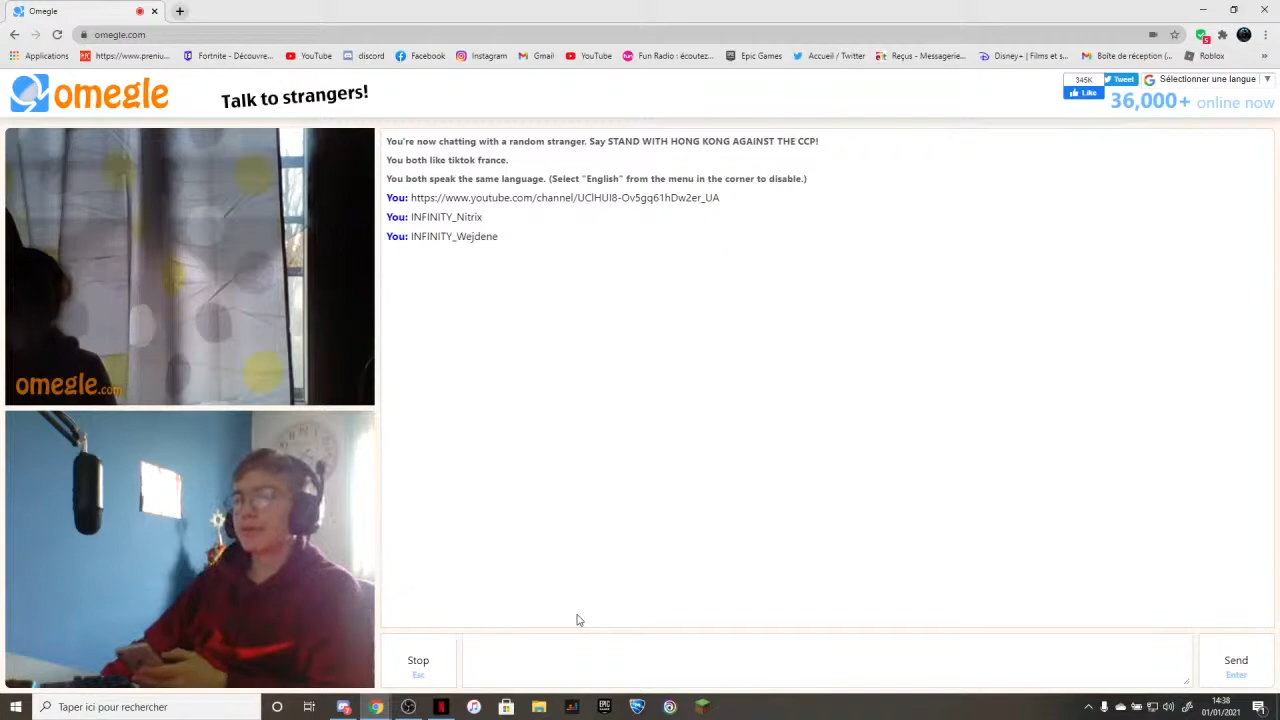 Omegle
omegle.com
Applications
https://www.preniu...
Fortnite - Découvre...
YouTube
discord
Facebook
Instagram
Gmail
YouTube
Fun Radio : écoutez...
Epic Games
Accueil / Twitter
Reçus - Messagerie...
Disney+ | Films et s...
Boîte de réception (...
Roblox
omegle
Talk to strangers!
345K
Tweet
Like
Sélectionner une langue
36,000+ online now
You're now chatting with a random stranger. Say STAND WITH HONG KONG AGAINST THE CCP!
You both like tiktok france.
You both speak the same language. (Select "English" from the menu in the corner to disable.)
You: https://www.youtube.com/channel/UClHUI8-Ov5gq61hDw2er_UA
You: INFINITY_Nitrix
You: INFINITY_Wejdene
omegle.com
Stop
Esc
Send
Enter
Taper ici pour rechercher
14:38
01/01/2021